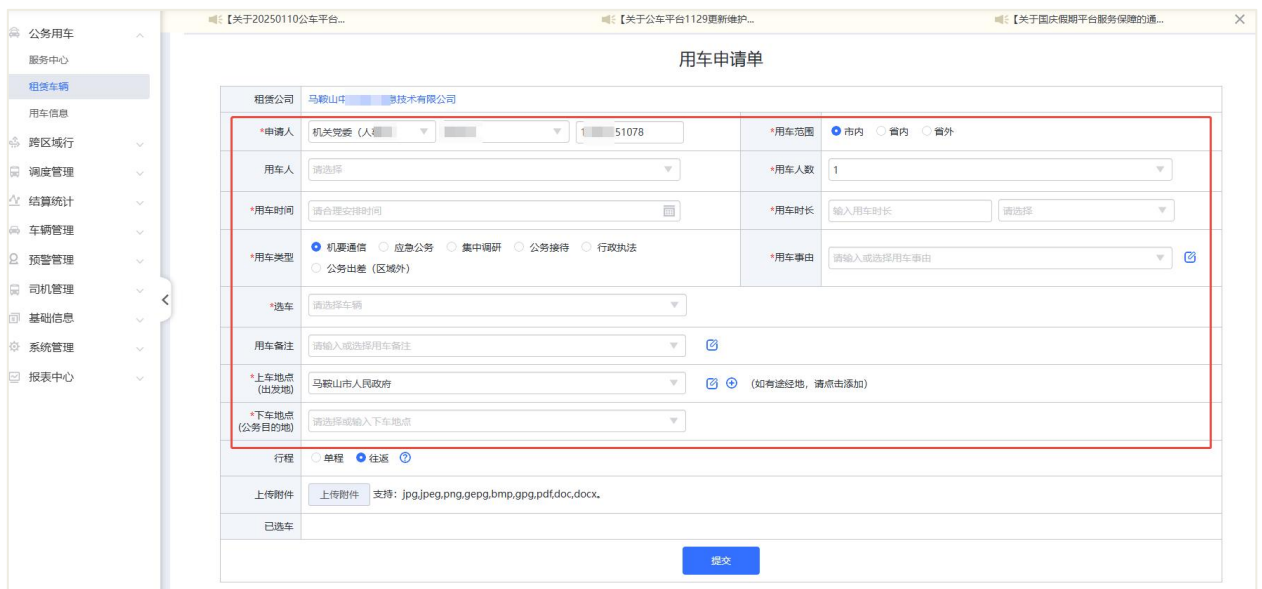 【关于20250110公车平台...
【关于公车平台1129更新维护...
【关于国庆假期平台服务保障的通...
公务用车
服务中心
租赁车辆
用车信息
跨区域行
调度管理
结算统计
车辆管理
预警管理
司机管理
基础信息
系统管理
报表中心
用车申请单
租赁公司 马鞍山 息技术有限公司
*申请人 机关党委（人 51078 *用车范围 市内 省内 省外
用车人 请选择 *用车人数 1
*用车时间 请合理安排时间 *用车时长 输入用车时长 请选择
*用车类型 机要通信 应急公务 集中调研 公务接待 行政执法
公务出差（区域外） *用车事由 请输入或选择用车事由
*选车 请选择车辆
用车备注 请输入或选择用车备注
*上车地点
(出发地) 马鞍山市人民政府 (如有途经地，请点击添加)
*下车地点
(公务目的地) 请选择或输入下车地点
行程 单程 往返
上传附件 上传附件 支持：jpg,jpeg,png,gepg,bmp,gpg,pdf,doc,docx。
已选车
提交